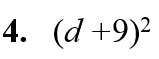 4. (d +9)²